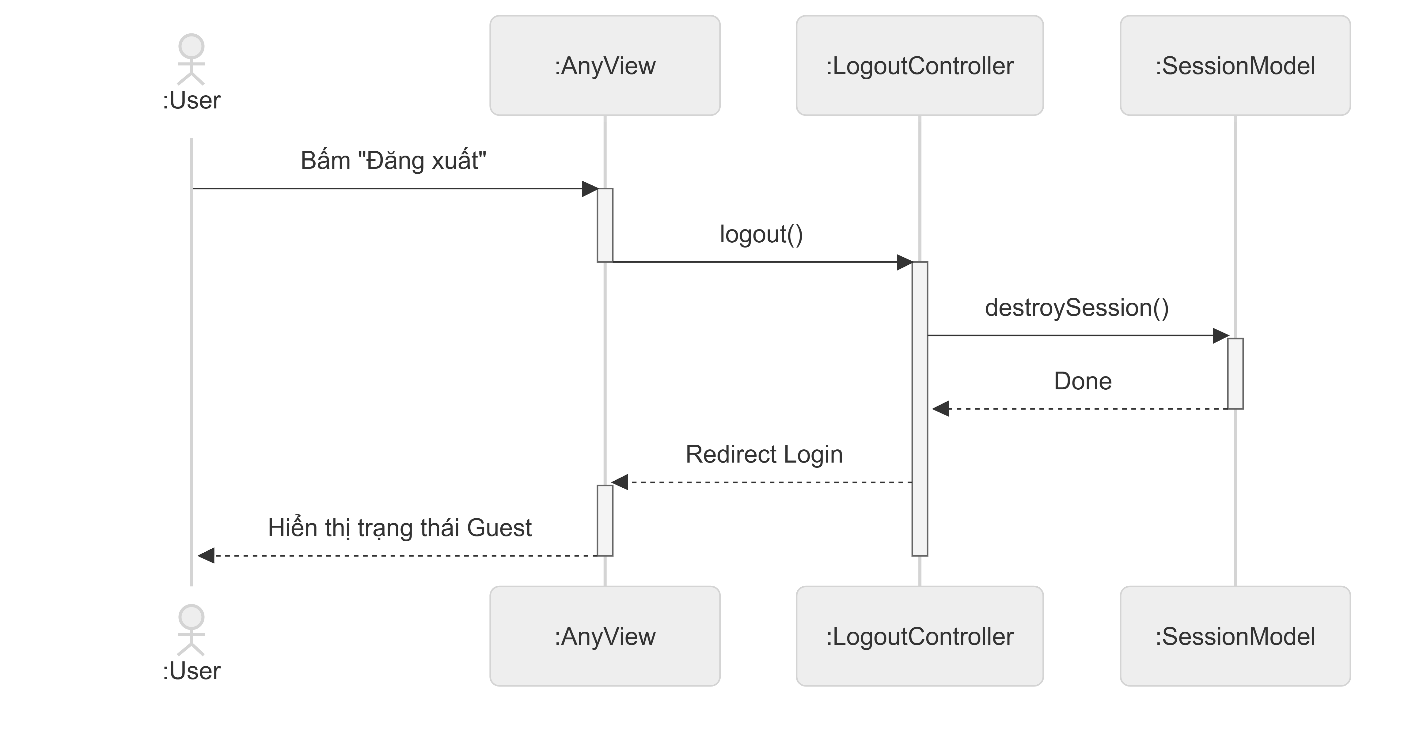 :User
:AnyView
:LogoutController
:SessionModel
Bấm "Đăng xuất"
logout()
destroySession()
Done
Redirect Login
Hiển thị trạng thái Guest
:User
:AnyView
:LogoutController
:SessionModel